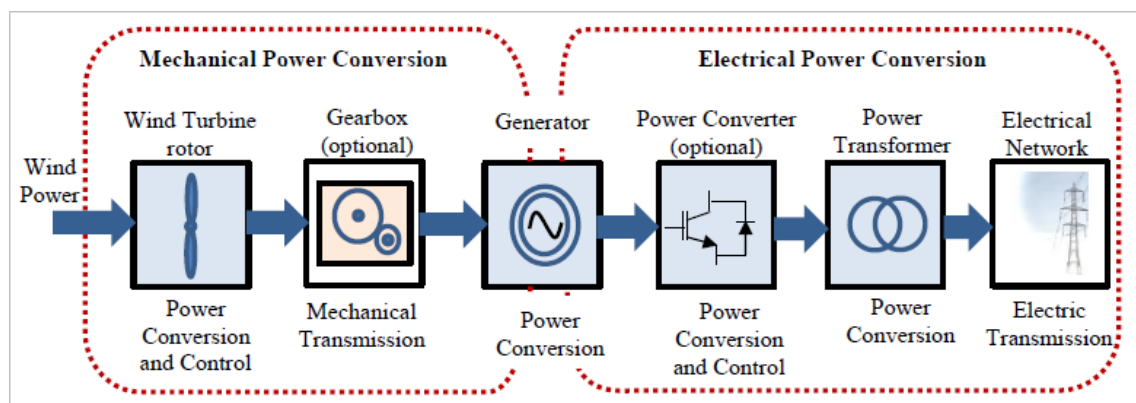 Mechanical Power Conversion
Electrical Power Conversion
Wind
Power
Wind Turbine
rotor
Gearbox
(optional)
Generator
Power Converter
(optional)
Power
Transformer
Electrical
Network
Power
Conversion
and Control
Mechanical
Transmission
Power
Conversion
Power
Conversion
and Control
Power
Conversion
Electric
Transmission